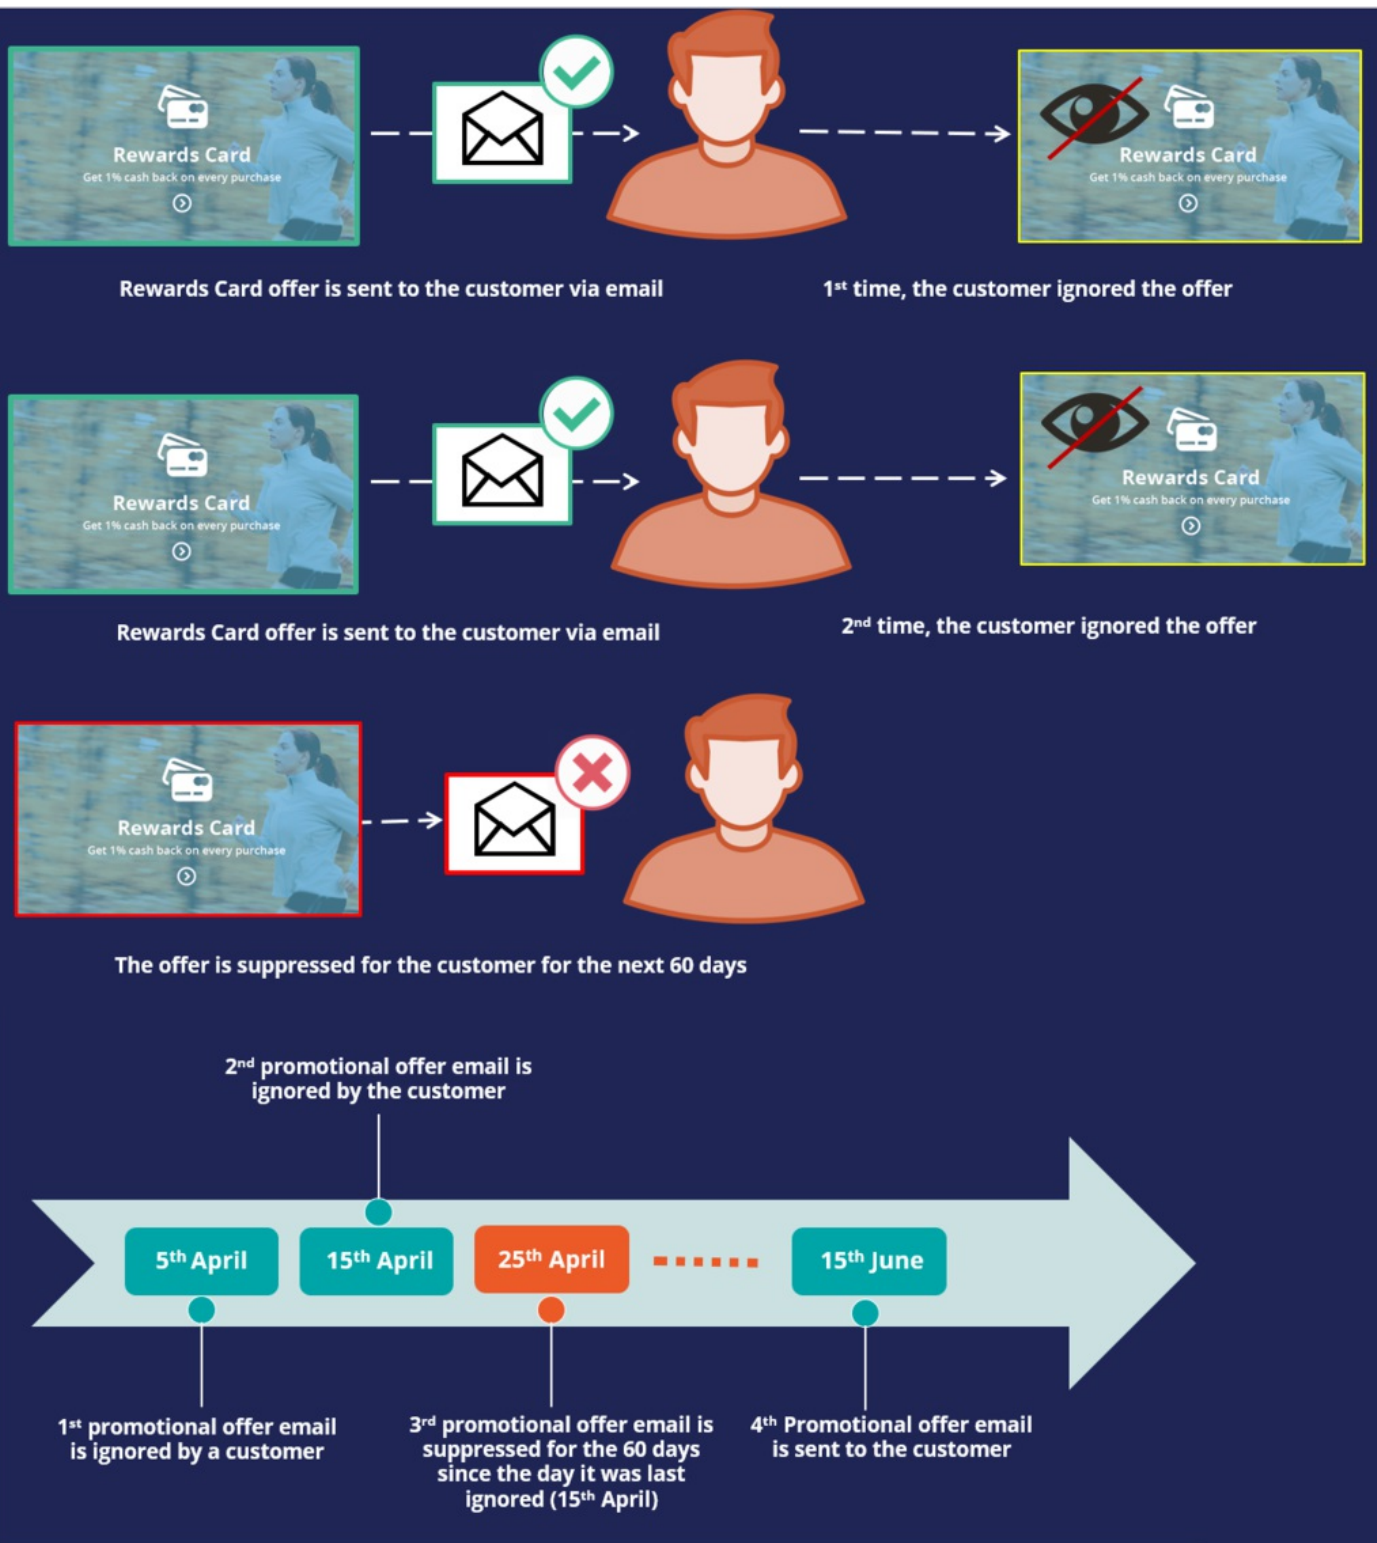 Rewards Card
Get 1% cash back on every purchase
Rewards Card
Get 1% cash back on every purchase
Rewards Card offer is sent to the customer via email
1st time, the customer ignored the offer
Rewards Card
Get 1% cash back on every purchase
Rewards Card
Get 1% cash back on every purchase
Rewards Card offer is sent to the customer via email
2nd time, the customer ignored the offer
Rewards Card
Get 1% cash back on every purchase
The offer is suppressed for the customer for the next 60 days
2nd promotional offer email is
ignored by the customer
5th April
15th April
25th April
15th June
1st promotional offer email
is ignored by a customer
3rd promotional offer email is
suppressed for the 60 days
since the day it was last
ignored (15th April)
4th Promotional offer email
is sent to the customer